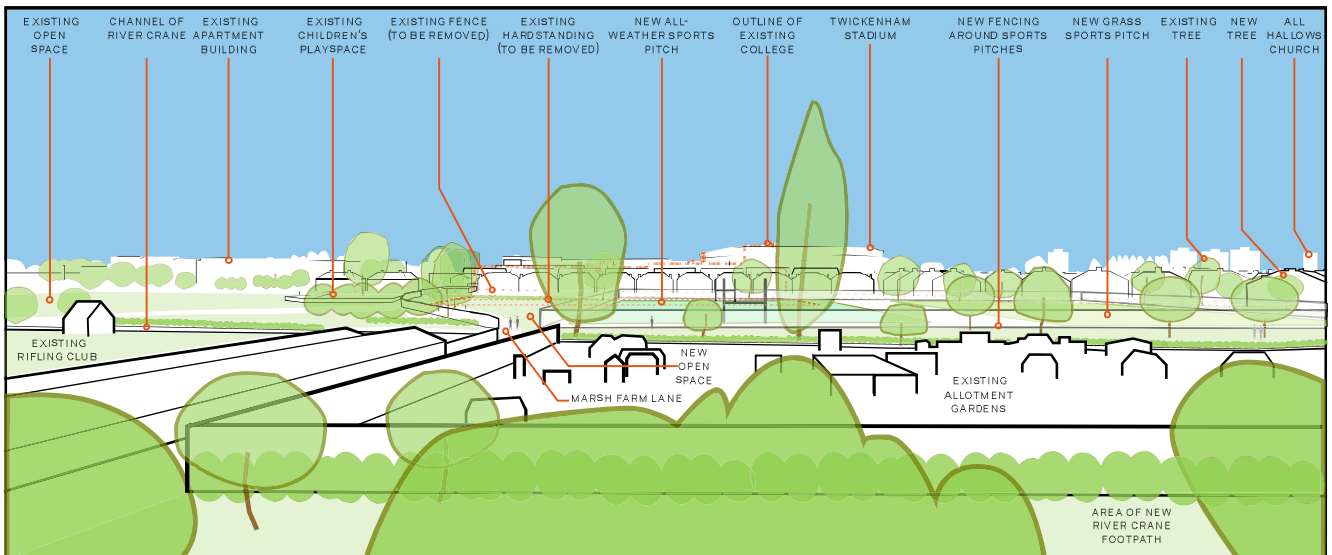 EXISTING
OPEN
SPACE
CHANNEL OF
RIVER CRANE
EXISTING
APARTMENT
BUILDING
EXISTING
CHILDREN'S
PLAYSPACE
EXISTING FENCE
(TO BE REMOVED)
EXISTING
HARDSTANDING
(TO BE REMOVED)
NEW ALL-
WEATHER SPORTS
PITCH
OUTLINE OF
EXISTING
COLLEGE
TWICKENHAM
STADIUM
NEW FENCING
AROUND SPORTS
PITCHES
NEW GRASS
SPORTS PITCH
EXISTING
TREE
NEW
TREE
ALL
HALLOWS
CHURCH
EXISTING
RIFLING CLUB
NEW
OPEN
SPACE
MARSH FARM LANE
EXISTING
ALLOTMENT
GARDENS
AREA OF NEW
RIVER CRANE
FOOTPATH